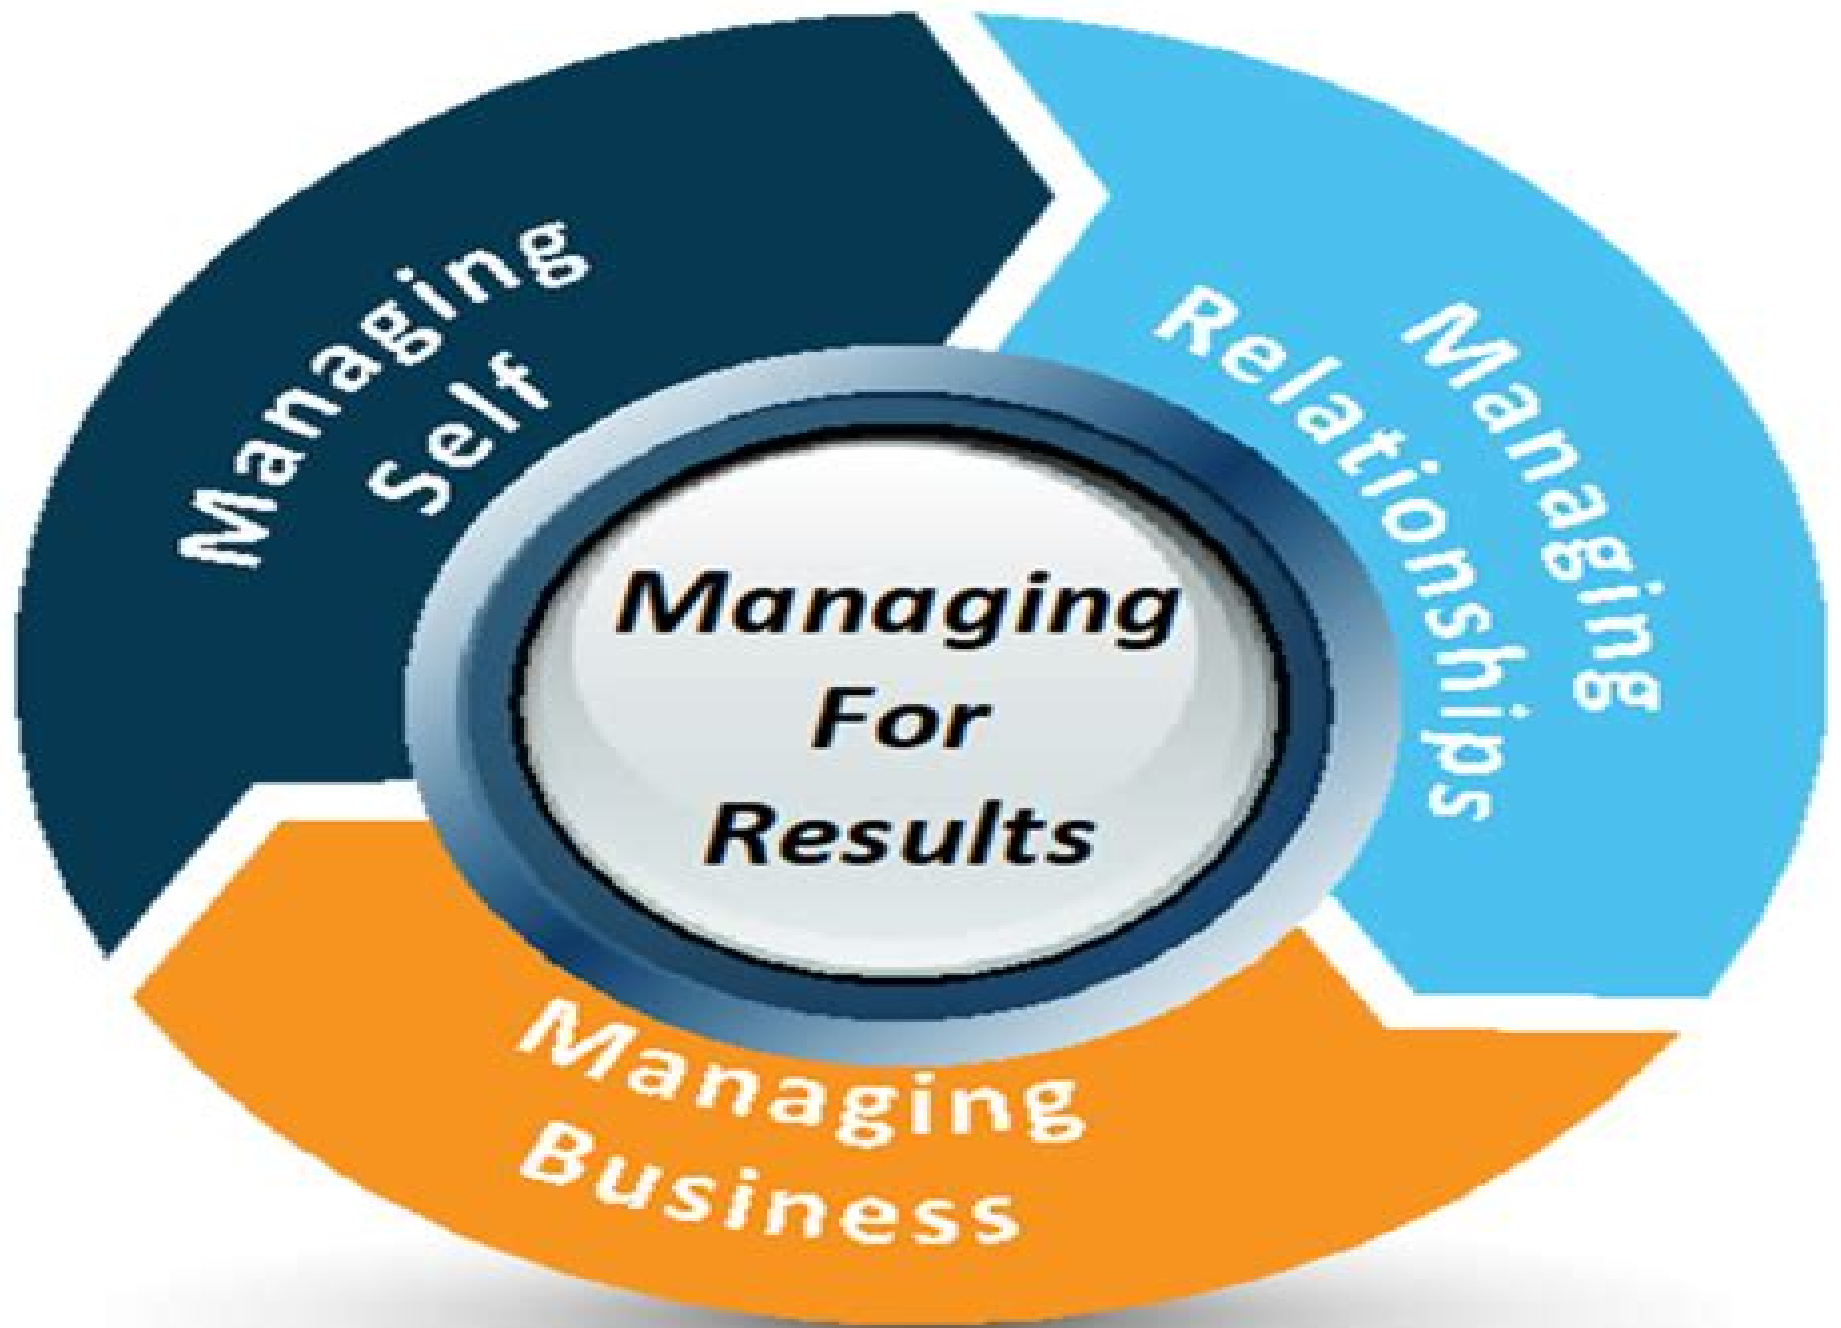 Managing
Self
Managing
Relationships
Managing
For
Results
Managing
Business